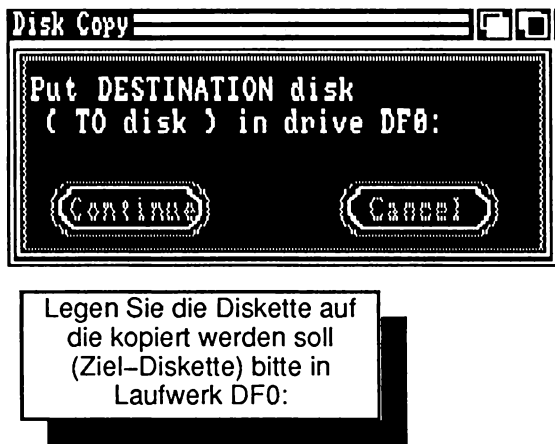 Disk Copy
Put DESTINATION disk
( TO disk ) in drive DF0:
Continue
Cancel
Legen Sie die Diskette auf
die kopiert werden soll
(Ziel–Diskette) bitte in
Laufwerk DF0: